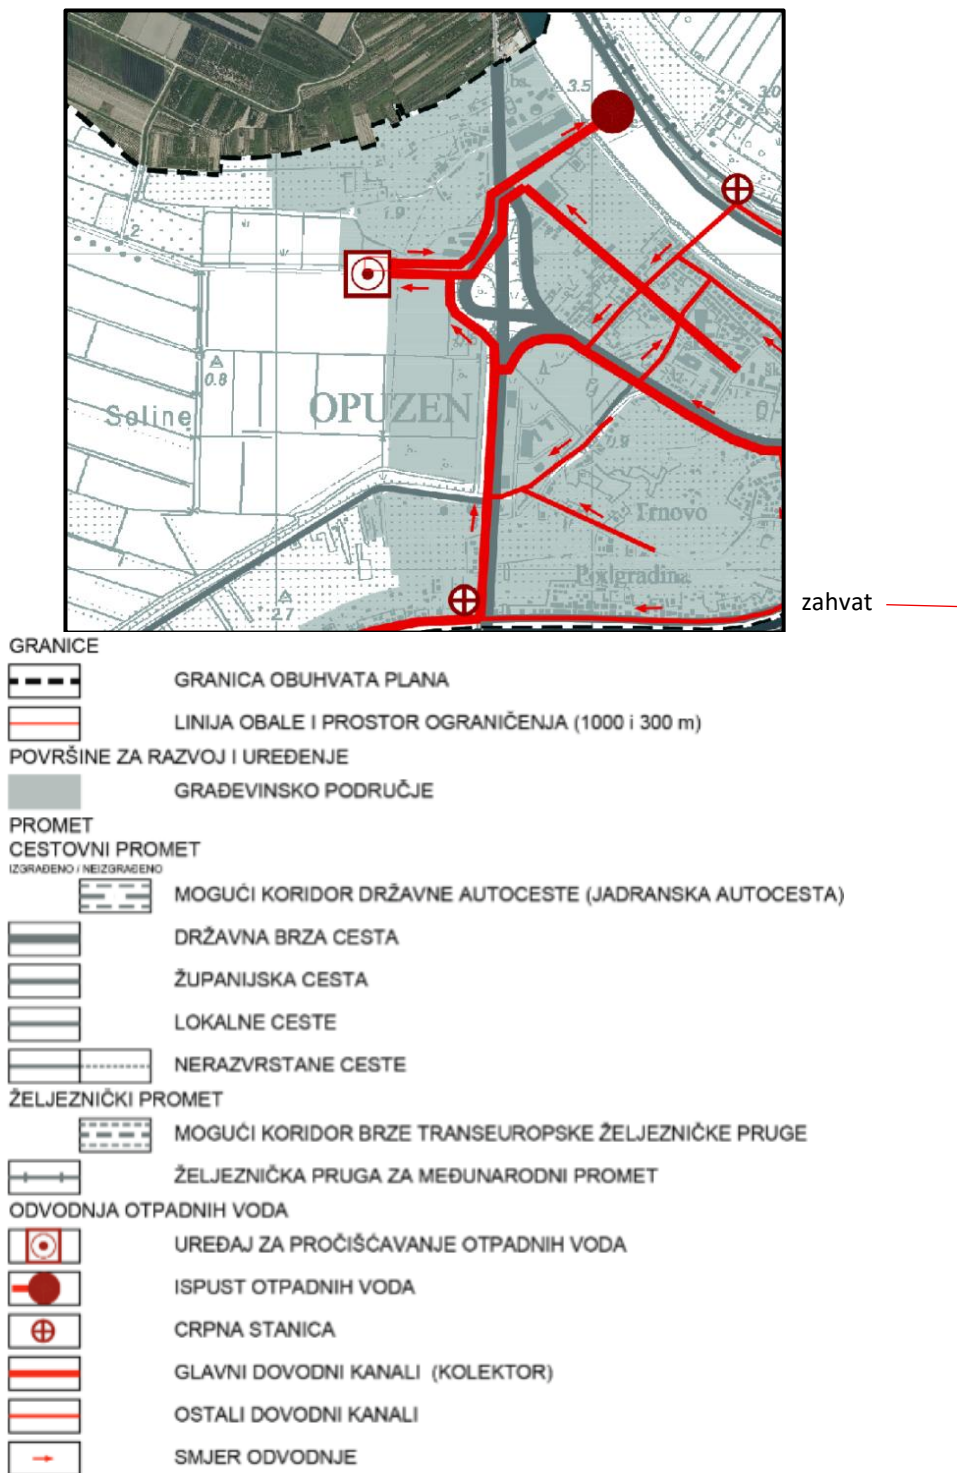 bs.
3.5
3.0
1.9
2
0.8
Soline
OPUZEN
1.9
Trnovo
Podgradina
2.7
zahvat
GRANICE
GRANICA OBUHVATA PLANA
LINIJA OBALE I PROSTOR OGRANIČENJA (1000 i 300 m)
POVRŠINE ZA RAZVOJ I UREĐENJE
GRAĐEVINSKO PODRUČJE
PROMET
CESTOVNI PROMET
IZGRAĐENO / NEIZGRAĐENO
MOGUĆI KORIDOR DRŽAVNE AUTOCESTE (JADRANSKA AUTOCESTA)
DRŽAVNA BRZA CESTA
ŽUPANIJSKA CESTA
LOKALNE CESTE
NERAZVRSTANE CESTE
ŽELJEZNIČKI PROMET
MOGUĆI KORIDOR BRZE TRANSEUROPSKE ŽELJEZNIČKE PRUGE
ŽELJEZNIČKA PRUGA ZA MEĐUNARODNI PROMET
ODVODNJA OTPADNIH VODA
UREĐAJ ZA PROČIŠĆAVANJE OTPADNIH VODA
ISPUST OTPADNIH VODA
CRPNA STANICA
GLAVNI DOVODNI KANALI (KOLEKTOR)
OSTALI DOVODNI KANALI
SMJER ODVODNJE